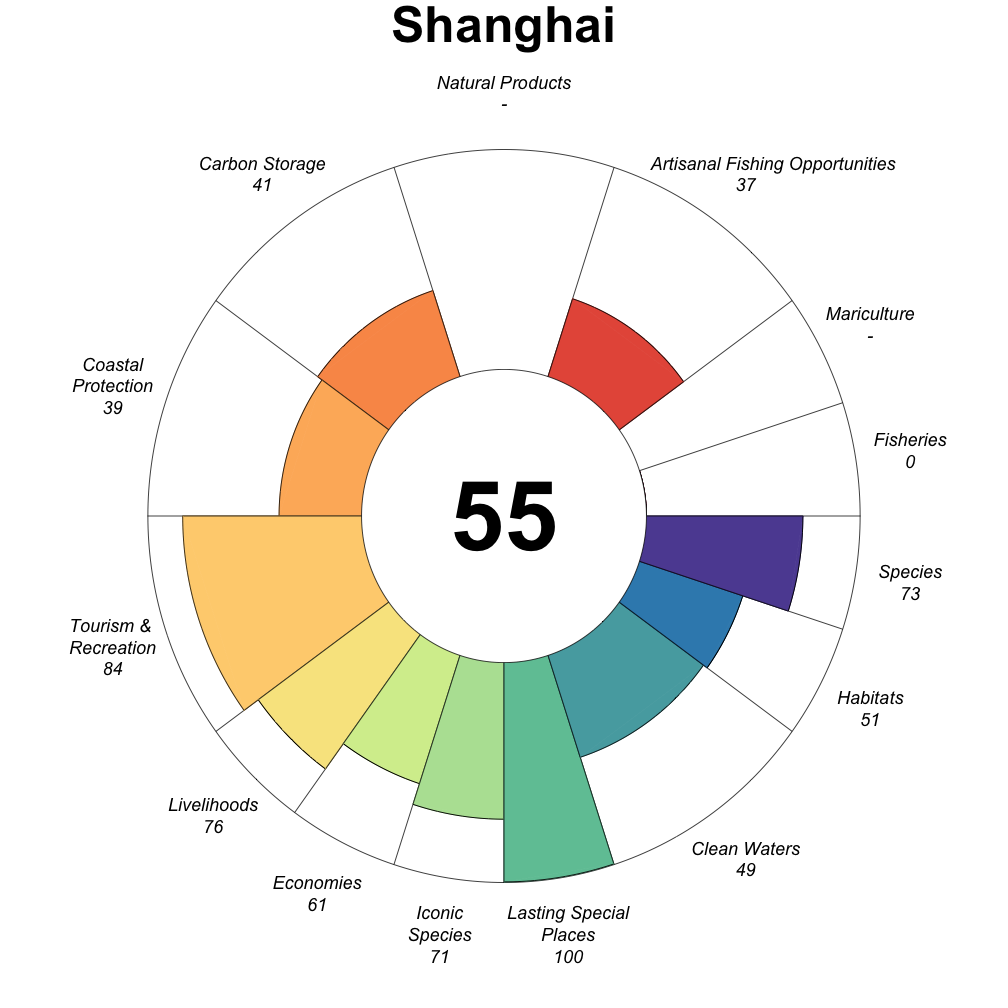 Shanghai
Natural Products
-
Carbon Storage
41
Artisanal Fishing Opportunities
37
Mariculture
-
Coastal
Protection
39
Fisheries
0
55
Species
73
Tourism &
Recreation
84
Habitats
51
Livelihoods
76
Clean Waters
49
Economies
61
Iconic
Species
71
Lasting Special
Places
100